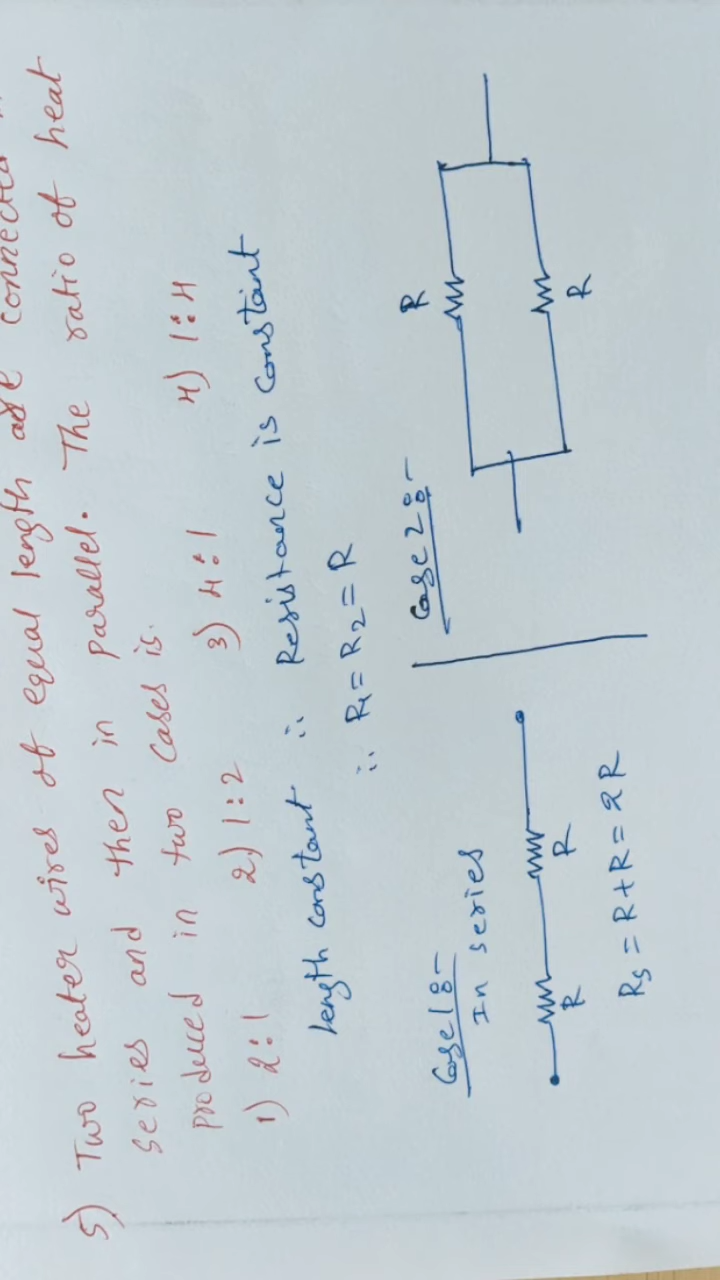 5) Two heater wires of equal length are connected
series and then in parallel. The ratio of heat
produced in two cases is.
1) 2:1 2) 1:2 3) 4:1 4) 1:4
length constant ∴ Resistance is constant
∴ R₁ = R₂ = R
Case 1 :-
In series
R R
Rs = R+R = 2R
Case 2 :-
R
R